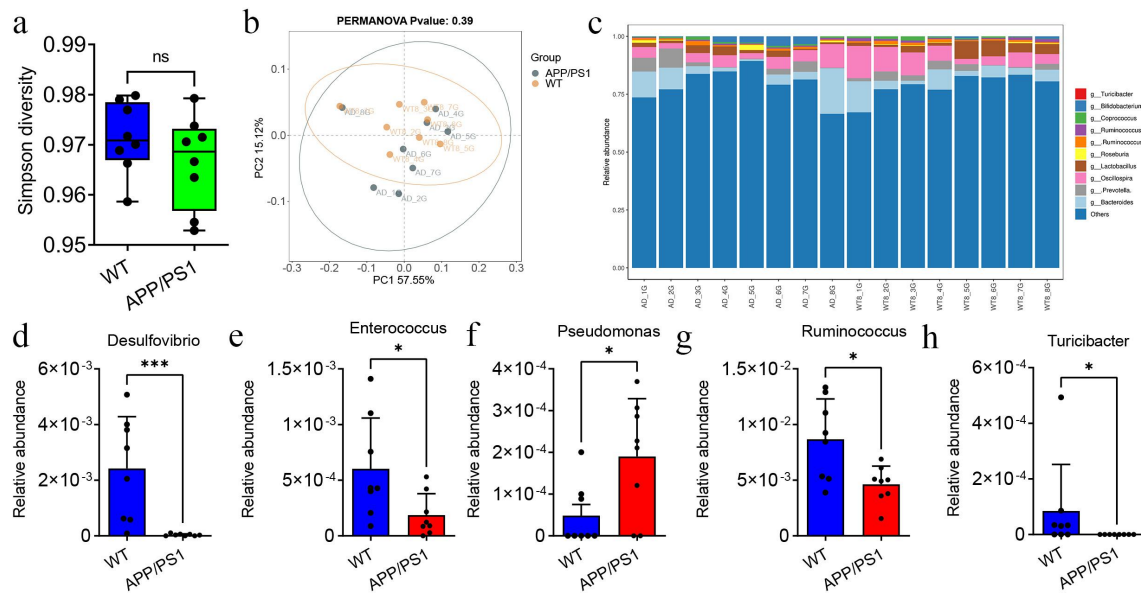 a
Simpson diversity
0.99
0.98
0.97
0.96
0.95
ns
WT
APP/PS1
b
PERMANOVA Pvalue: 0.39
PC2 15.12%
0.1
0.0
-0.1
-0.3
-0.2
-0.1
0.0
0.1
0.2
0.3
PC1 57.55%
Group
APP/PS1
WT
AD_8G
WT8_7G
AD_4G
AD_5G
WT8_5G
WT8_2G
AD_6G
WT8_4G
AD_7G
AD_1G
AD_2G
c
Relative abundance
1.00
0.75
0.50
0.25
0.00
AD_1G
AD_2G
AD_3G
AD_4G
AD_5G
AD_6G
AD_7G
AD_8G
WT8_1G
WT8_2G
WT8_3G
WT8_4G
WT8_5G
WT8_6G
WT8_7G
WT8_8G
g__Turicibacter
g__Bifidobacterium
g__Coprococcus
g__Ruminococcus
g__.Ruminococcus.
g__Roseburia
g__Lactobacillus
g__Oscillospira
g__.Prevotella.
g__Bacteroides
Others
d
Desulfovibrio
Relative abundance
6×10-3
4×10-3
2×10-3
0
***
WT
APP/PS1
e
Enterococcus
Relative abundance
1.5×10-3
1×10-3
5×10-4
0
*
WT
APP/PS1
f
Pseudomonas
Relative abundance
4×10-4
3×10-4
2×10-4
1×10-4
0
*
WT
APP/PS1
g
Ruminococcus
Relative abundance
1.5×10-2
1×10-2
5×10-3
0
*
WT
APP/PS1
h
Turicibacter
Relative abundance
6×10-4
4×10-4
2×10-4
0
*
WT
APP/PS1